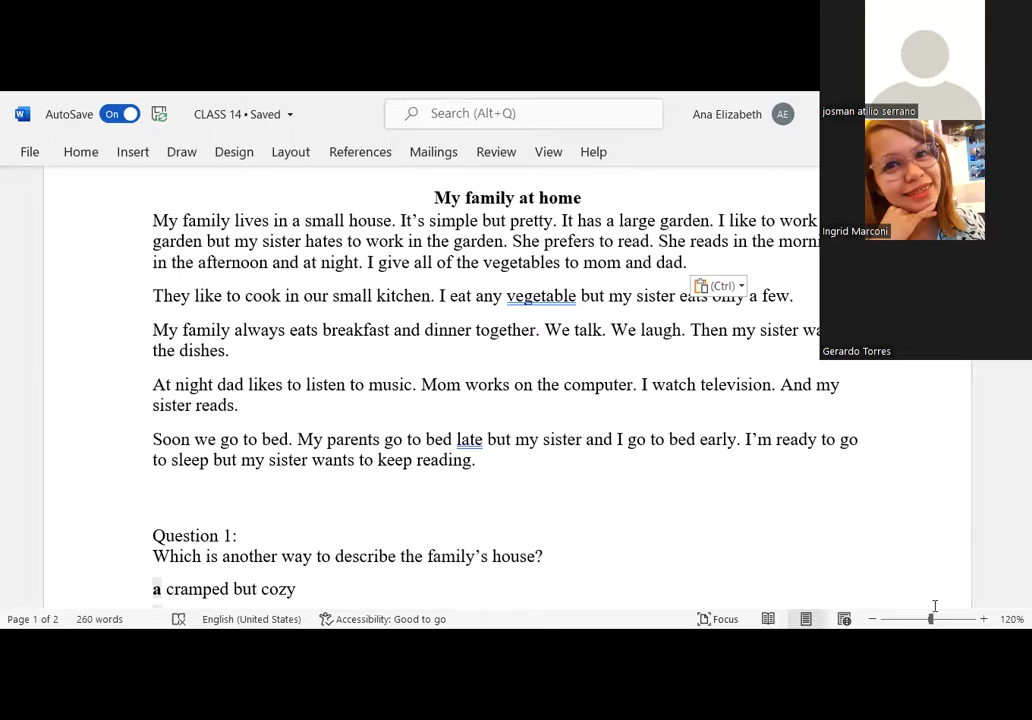 AutoSave On CLASS 14 • Saved Search (Alt+Q) Ana Elizabeth AE
File Home Insert Draw Design Layout References Mailings Review View Help
josman atilio serrano
Ingrid Marconi
Gerardo Torres
My family at home
My family lives in a small house. It's simple but pretty. It has a large garden. I like to work
garden but my sister hates to work in the garden. She prefers to read. She reads in the
in the afternoon and at night. I give all of the vegetables to mom and dad.
(Ctrl)
They like to cook in our small kitchen. I eat any vegetable but my sister eats only a few.
My family always eats breakfast and dinner together. We talk. We laugh. Then my sister
the dishes.
At night dad likes to listen to music. Mom works on the computer. I watch television. And my
sister reads.
Soon we go to bed. My parents go to bed late but my sister and I go to bed early. I'm ready to go
to sleep but my sister wants to keep reading.
Question 1:
Which is another way to describe the family's house?
a cramped but cozy
Page 1 of 2 260 words English (United States) Accessibility: Good to go Focus 120%